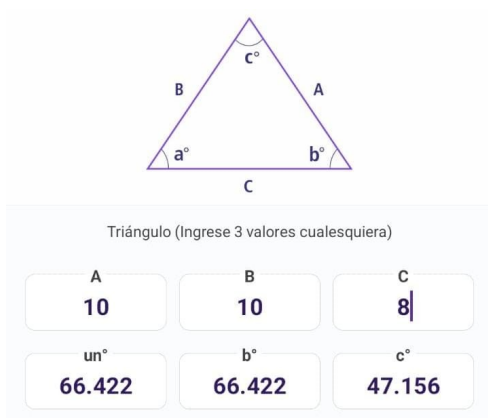 c°
B A
a° b°
C
Triángulo (Ingrese 3 valores cualesquiera)
A B C
10 10 8
un° b° c°
66.422 66.422 47.156